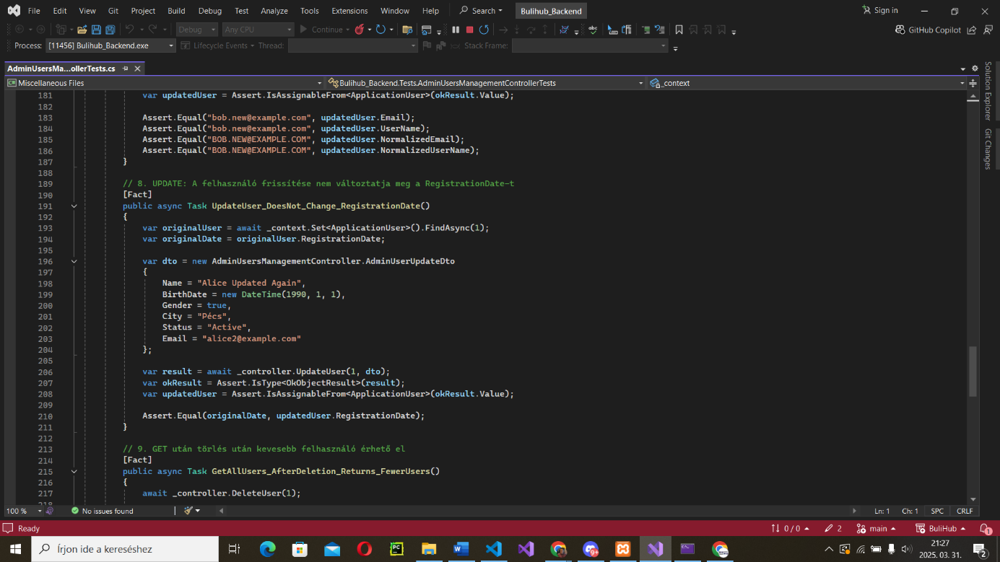 File Edit View Git Project Build Debug Test Analyze Tools Extensions Window Help Search Bulihub_Backend Sign in
Debug Any CPU Continue GitHub Copilot
Process: [11456] Bulihub_Backend.exe Lifecycle Events Thread: Stack Frame:
AdminUsersMa...ollerTests.cs
Miscellaneous Files Bulihub_Backend.Tests.AdminUsersManagementControllerTests _context
Solution Explorer
Git Changes
181 var updatedUser = Assert.IsAssignableFrom<ApplicationUser>(okResult.Value);
182
183 Assert.Equal("bob.new@example.com", updatedUser.Email);
184 Assert.Equal("bob.new@example.com", updatedUser.UserName);
185 Assert.Equal("BOB.NEW@EXAMPLE.COM", updatedUser.NormalizedEmail);
186 Assert.Equal("BOB.NEW@EXAMPLE.COM", updatedUser.NormalizedUserName);
187 }
188
189 // 8. UPDATE: A felhasználó frissítése nem változtatja meg a RegistrationDate-t
190 [Fact]
191 public async Task UpdateUser_DoesNot_Change_RegistrationDate()
192 {
193 var originalUser = await _context.Set<ApplicationUser>().FindAsync(1);
194 var originalDate = originalUser.RegistrationDate;
195
196 var dto = new AdminUsersManagementController.AdminUserUpdateDto
197 {
198 Name = "Alice Updated Again",
199 BirthDate = new DateTime(1990, 1, 1),
200 Gender = true,
201 City = "Pécs",
202 Status = "Active",
203 Email = "alice2@example.com"
204 };
205
206 var result = await _controller.UpdateUser(1, dto);
207 var okResult = Assert.IsType<OkObjectResult>(result);
208 var updatedUser = Assert.IsAssignableFrom<ApplicationUser>(okResult.Value);
209
210 Assert.Equal(originalDate, updatedUser.RegistrationDate);
211 }
212
213 // 9. GET után törlés után kevesebb felhasználó érhető el
214 [Fact]
215 public async Task GetAllUsers_AfterDeletion_Returns_FewerUsers()
216 {
217 await _controller.DeleteUser(1);
218
100 % No issues found Ln: 1 Ch: 1 SPC CRLF
Ready 0 / 0 2 main BuliHub 1
Írjon ide a kereséshez 21:27
2025. 03. 31. 2